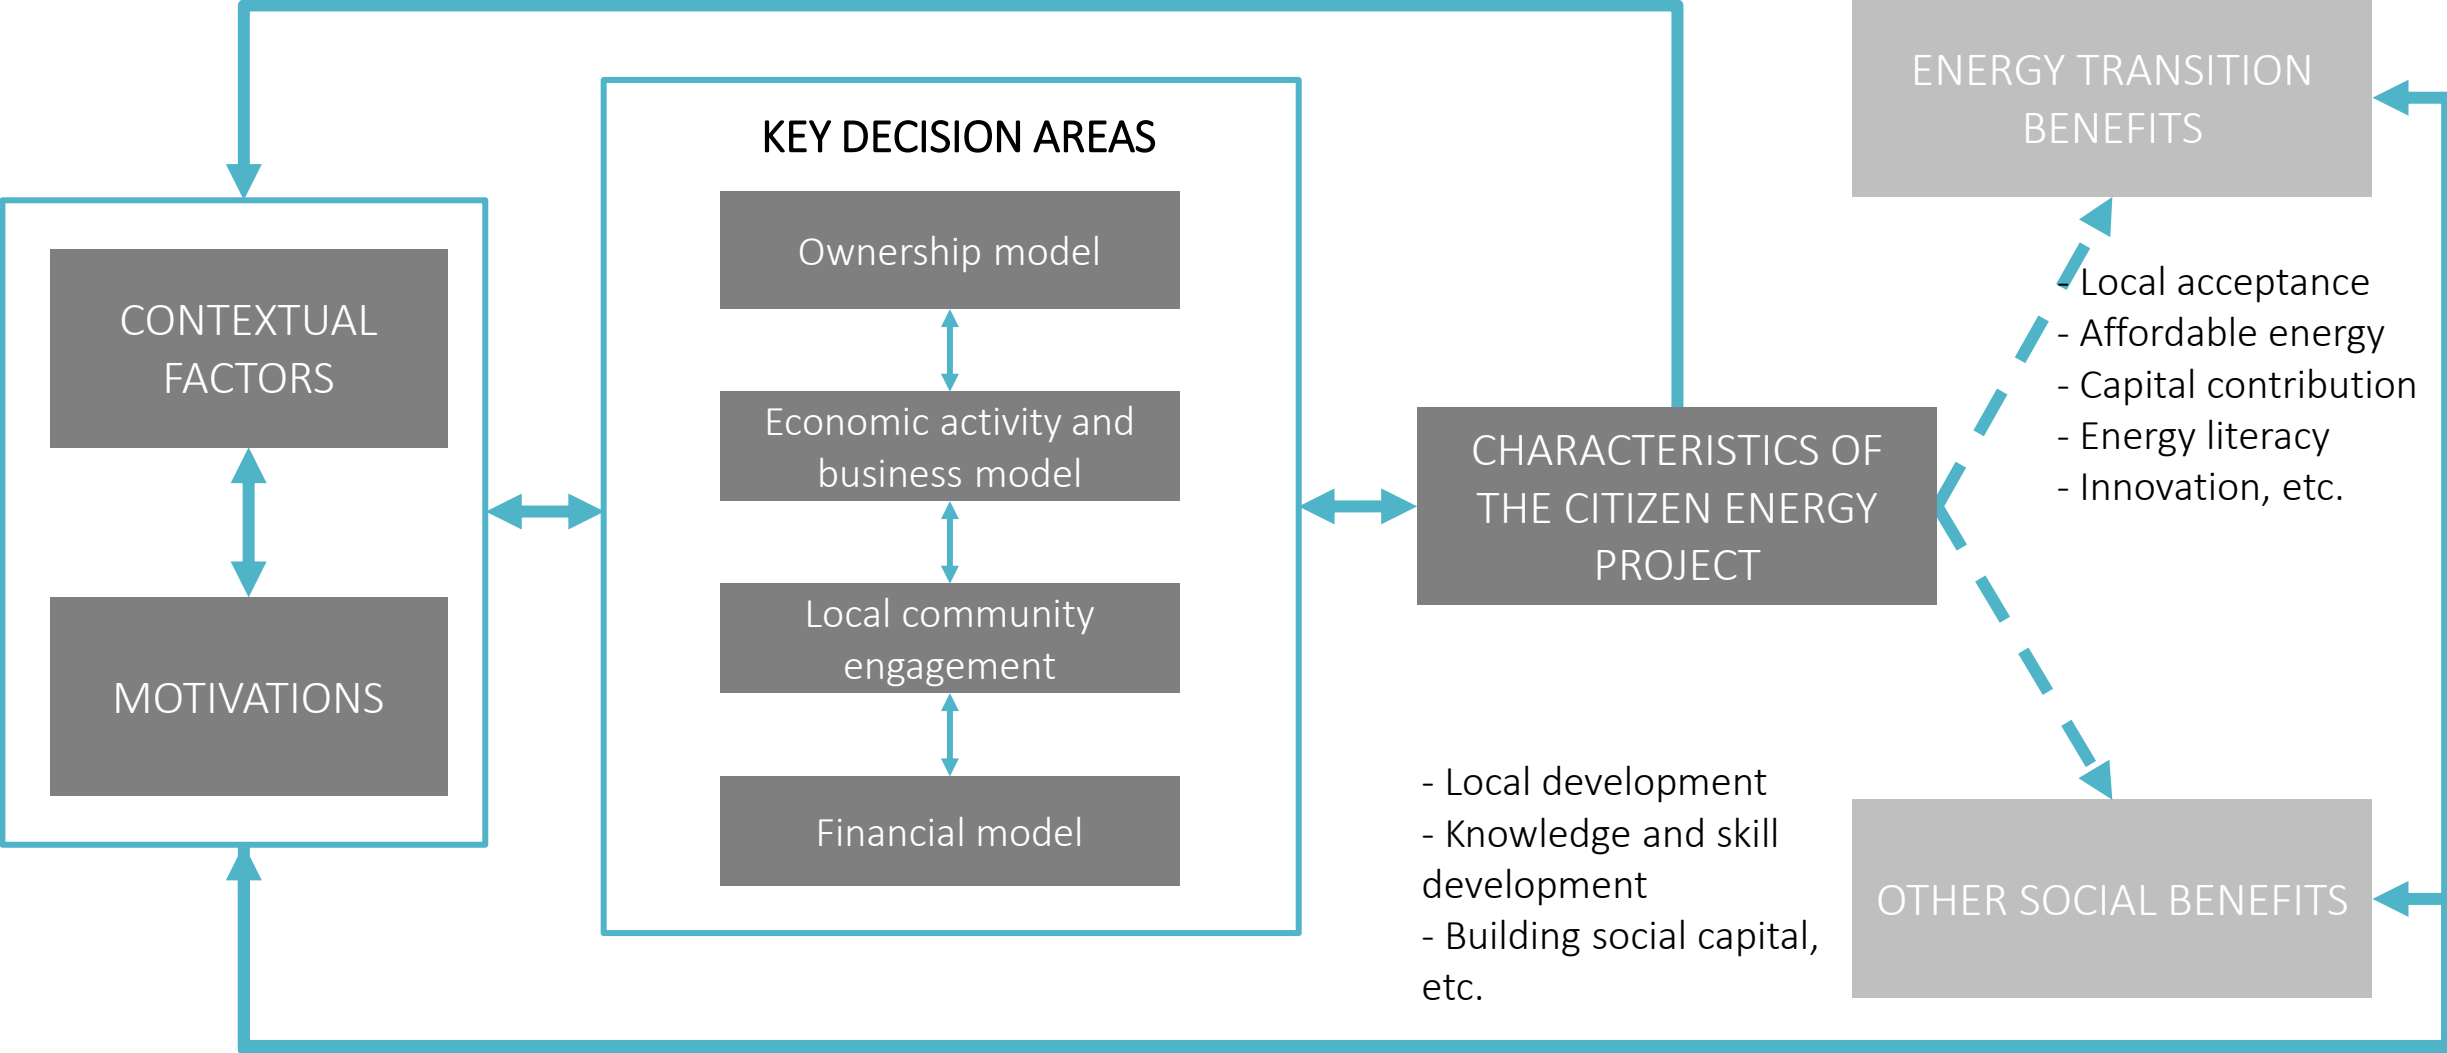 CONTEXTUAL
FACTORS
MOTIVATIONS
KEY DECISION AREAS
Ownership model
Economic activity and
business model
Local community
engagement
Financial model
CHARACTERISTICS OF
THE CITIZEN ENERGY
PROJECT
ENERGY TRANSITION
BENEFITS
- Local acceptance
- Affordable energy
- Capital contribution
- Energy literacy
- Innovation, etc.
- Local development
- Knowledge and skill
development
- Building social capital,
etc.
OTHER SOCIAL BENEFITS